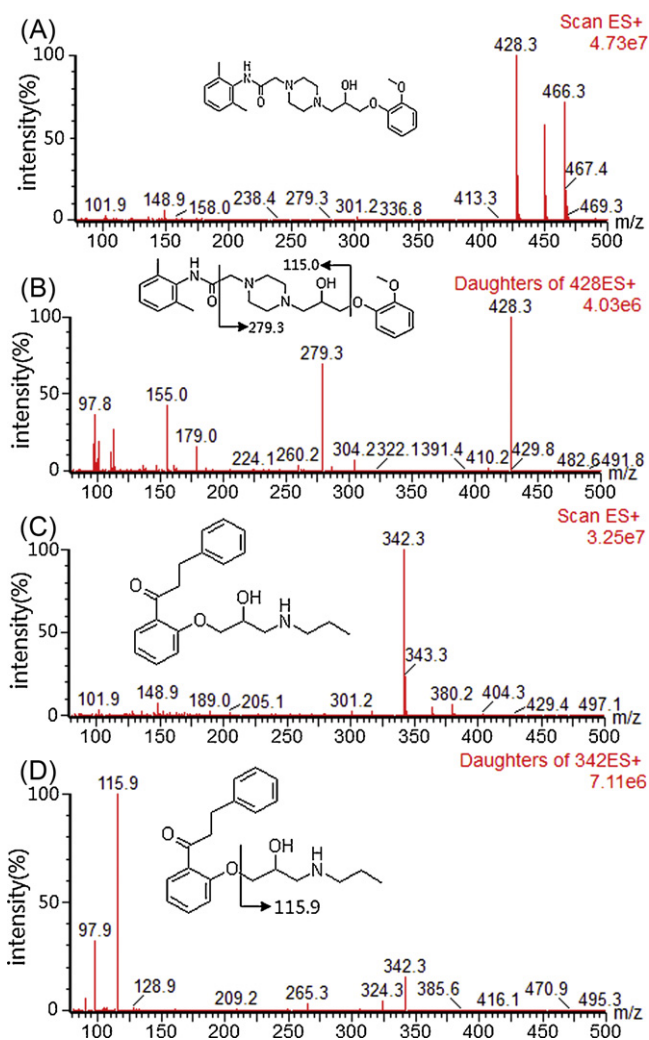 (A)
Scan ES+
4.73e7
intensity(%)
100
50
0
H
N
O
N
N
OH
O
O
428.3
466.3
467.4
469.3
101.9 148.9 158.0 238.4 279.3 301.2 336.8 413.3
100 150 200 250 300 350 400 450 500 m/z
(B)
Daughters of 428ES+
4.03e6
intensity(%)
100
50
0
H
N
O
N
N
OH
O
O
115.0
279.3
428.3
279.3
97.8 155.0 179.0
224.1 260.2 304.2 322.1 391.4 410.2 429.8 482.6 491.8
100 150 200 250 300 350 400 450 500 m/z
(C)
Scan ES+
3.25e7
intensity(%)
100
50
0
O
O
OH
H
N
342.3
343.3
101.9 148.9 189.0 205.1 301.2 380.2 404.3 429.4 497.1
100 150 200 250 300 350 400 450 500 m/z
(D)
Daughters of 342ES+
7.11e6
intensity(%)
100
50
0
O
O
OH
H
N
115.9
115.9
97.9
128.9 209.2 265.3 324.3 342.3 385.6 416.1 470.9 495.3
100 150 200 250 300 350 400 450 500 m/z